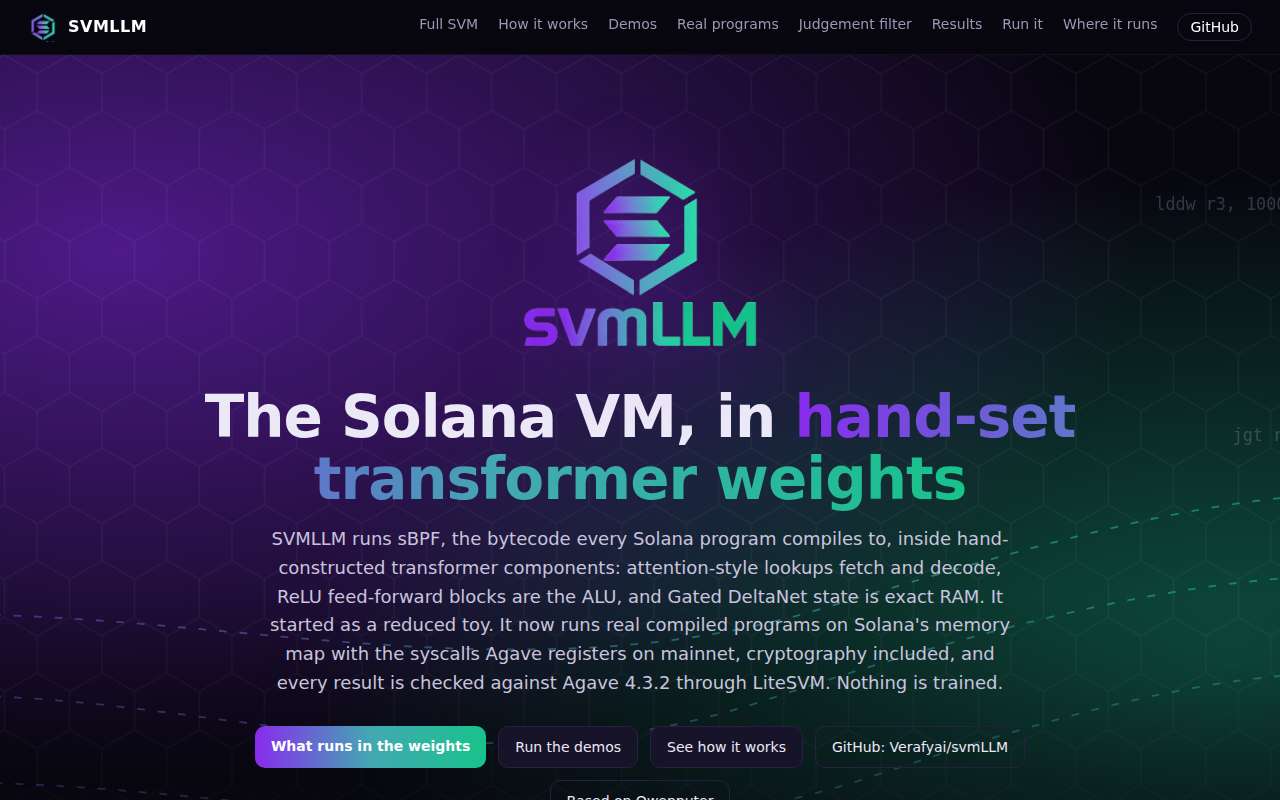 SVMLLM
Full SVM How it works Demos Real programs Judgement filter Results Run it Where it runs GitHub
lddw r3, 1000
svmLLM
The Solana VM, in hand-set
transformer weights
jgt r
SVMLLM runs sBPF, the bytecode every Solana program compiles to, inside hand-
constructed transformer components: attention-style lookups fetch and decode,
ReLU feed-forward blocks are the ALU, and Gated DeltaNet state is exact RAM. It
started as a reduced toy. It now runs real compiled programs on Solana's memory
map with the syscalls Agave registers on mainnet, cryptography included, and
every result is checked against Agave 4.3.2 through LiteSVM. Nothing is trained.
What runs in the weights Run the demos See how it works GitHub: Verafyai/svmLLM
Based on Qwenputer